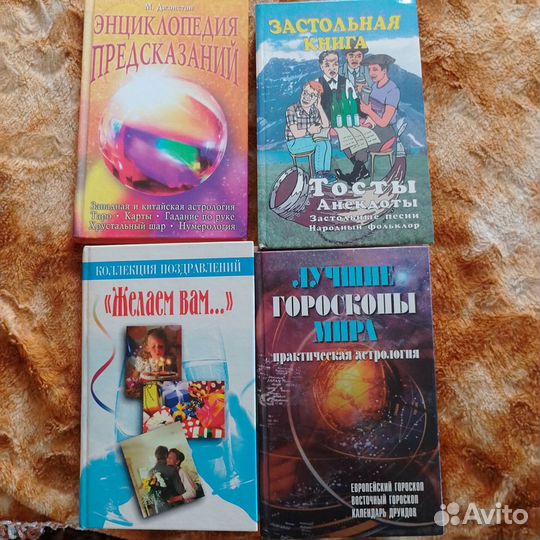 М. Джонстон
ЭНЦИКЛОПЕДИЯ
ПРЕДСКАЗАНИЙ
Западная и китайская астрология
Таро • Карты • Гадание по руке
Хрустальный шар • Нумерология
ЗАСТОЛЬНАЯ
КНИГА
Тосты
Анекдоты
Застольные песни
Народный фольклор
КОЛЛЕКЦИЯ ПОЗДРАВЛЕНИЙ
«Желаем вам...»
ЛУЧШИЕ
ГОРОСКОПЫ
МИРА
практическая астрология
ЕВРОПЕЙСКИЙ ГОРОСКОП
ВОСТОЧНЫЙ ГОРОСКОП
КАЛЕНДАРЬ ДРУИДОВ
Avito